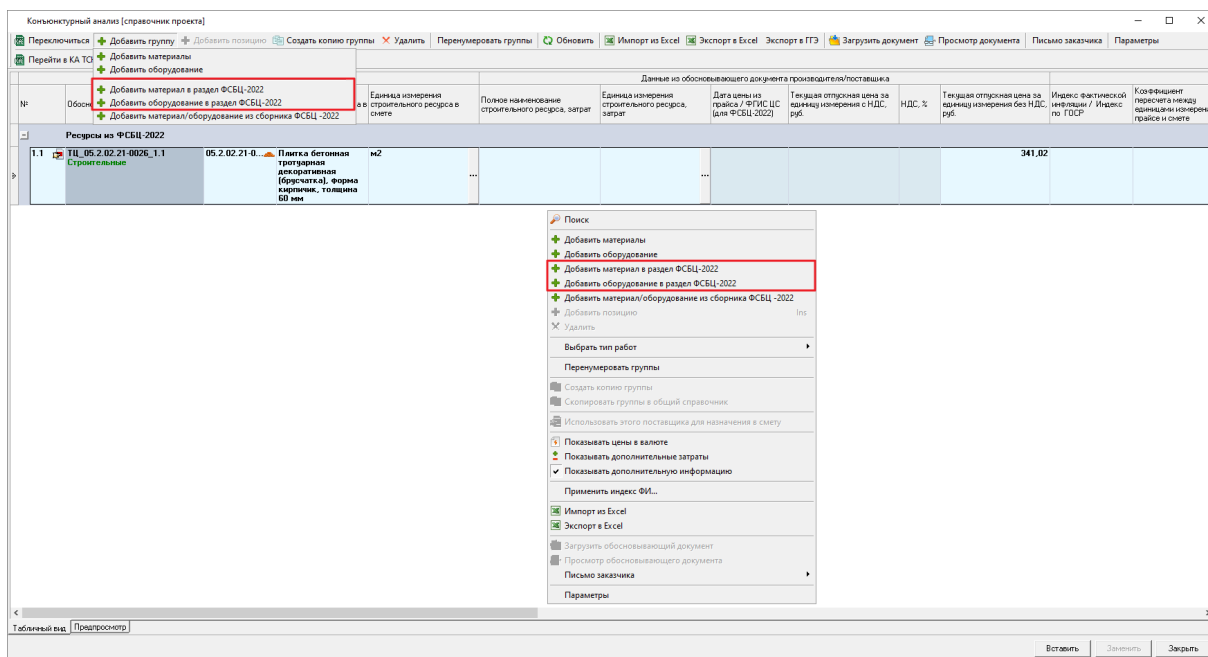 Конъюнктурный анализ [справочник проекта]
Переключиться Добавить группу Добавить позицию Создать копию группы Удалить Перенумеровать группы Обновить Импорт из Excel Экспорт в Excel Экспорт в ГГЭ Загрузить документ Просмотр документа Письмо заказчика Параметры
Перейти в КА ТС
Добавить материалы
Добавить оборудование
Добавить материал в раздел ФСБЦ-2022
Добавить оборудование в раздел ФСБЦ-2022
Добавить материал/оборудование из сборника ФСБЦ -2022
Данные из обосновывающего документа производителя/поставщика
№
Обосн
Единица измерения
строительного ресурса в
смете
Полное наименование
строительного ресурса, затрат
Единица измерения
строительного ресурса,
затрат
Дата цены из
прайса / ФГИС ЦС
(для ФСБЦ-2022)
Текущая отпускная цена за
единицу измерения с НДС,
руб.
НДС, %
Текущая отпускная цена за
единицу измерения без НДС,
руб.
Индекс фактической
инфляции / Индекс
по ГОСР
Коэффициент
пересчета между
единицами измерени
прайсе и смете
Ресурсы из ФСБЦ-2022
1.1 ТЦ_05.2.02.21-0026_1.1
Строительные
05.2.02.21-0...
Плитка бетонная
тротуарная
декоративная
(брусчатка), форма
кирпичик, толщина
60 мм
м2
...
...
341,02
Поиск
Добавить материалы
Добавить оборудование
Добавить материал в раздел ФСБЦ-2022
Добавить оборудование в раздел ФСБЦ-2022
Добавить материал/оборудование из сборника ФСБЦ -2022
Добавить позицию Ins
Удалить
Выбрать тип работ
Перенумеровать группы
Создать копию группы
Скопировать группы в общий справочник
Использовать этого поставщика для назначения в смету
Показывать цены в валюте
Показывать дополнительные затраты
Показывать дополнительную информацию
Применить индекс ФИ...
Импорт из Excel
Экспорт в Excel
Загрузить обосновывающий документ
Просмотр обосновывающего документа
Письмо заказчика
Параметры
Табличный вид Предпросмотр
Вставить Заменить Закрыть